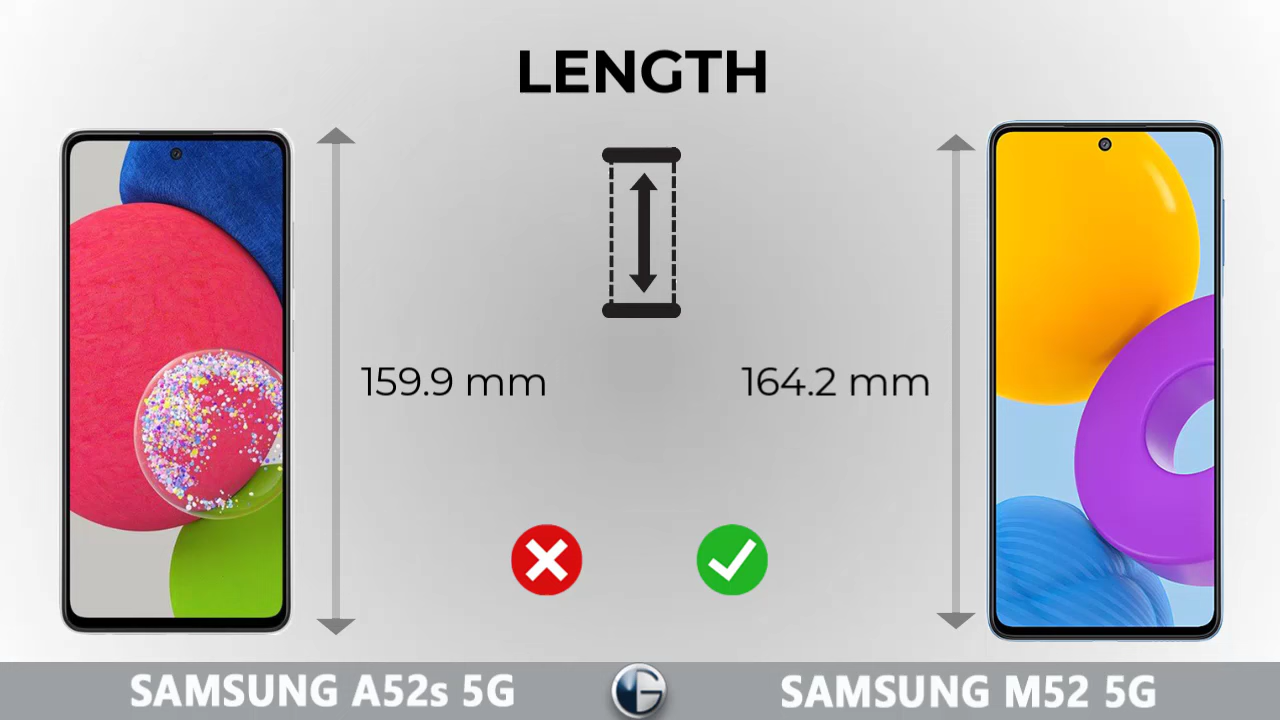 LENGTH
159.9 mm
164.2 mm
SAMSUNG A52s 5G
SAMSUNG M52 5G